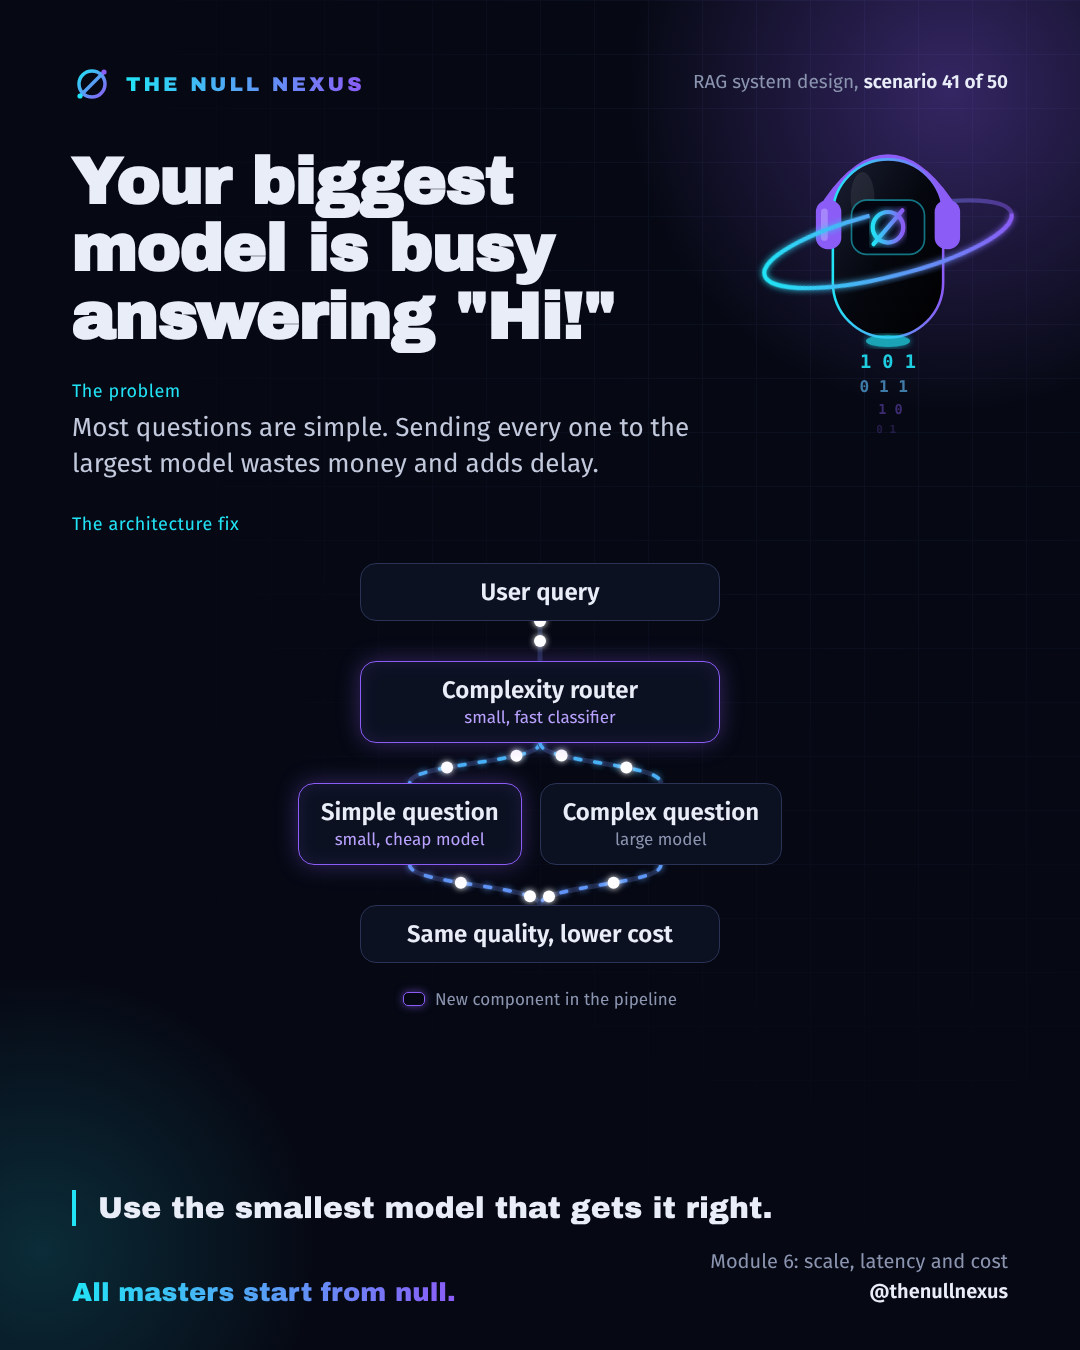 THE NULL NEXUS
RAG system design, scenario 41 of 50
Your biggest
model is busy
answering "Hi!"
1 0 1
0 1 1
1 0
0 1
The problem
Most questions are simple. Sending every one to the
largest model wastes money and adds delay.
The architecture fix
User query
Complexity router
small, fast classifier
Simple question
small, cheap model
Complex question
large model
Same quality, lower cost
New component in the pipeline
Use the smallest model that gets it right.
Module 6: scale, latency and cost
All masters start from null.
@thenullnexus